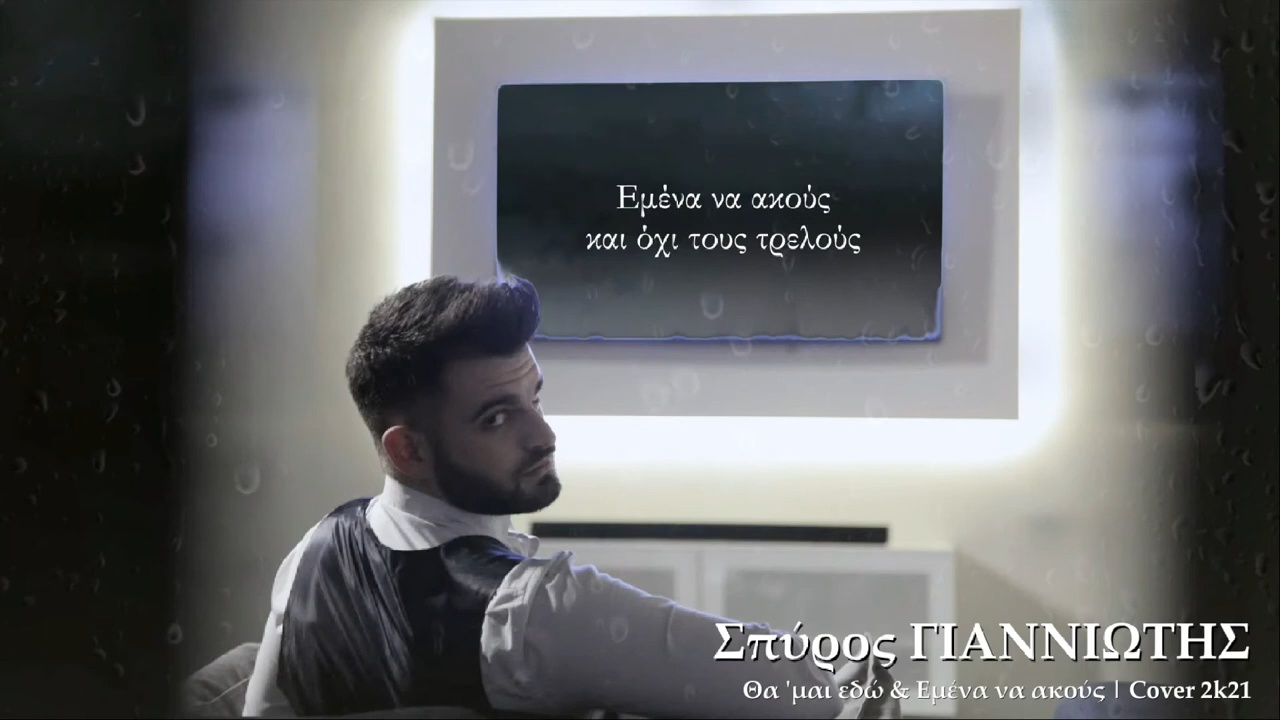 Εμένα να ακούς
και όχι τους τρελούς
Σπύρος ΓΙΑΝΝΙΩΤΗΣ
Θα 'μαι εδώ & Εμένα να ακούς | Cover 2k21